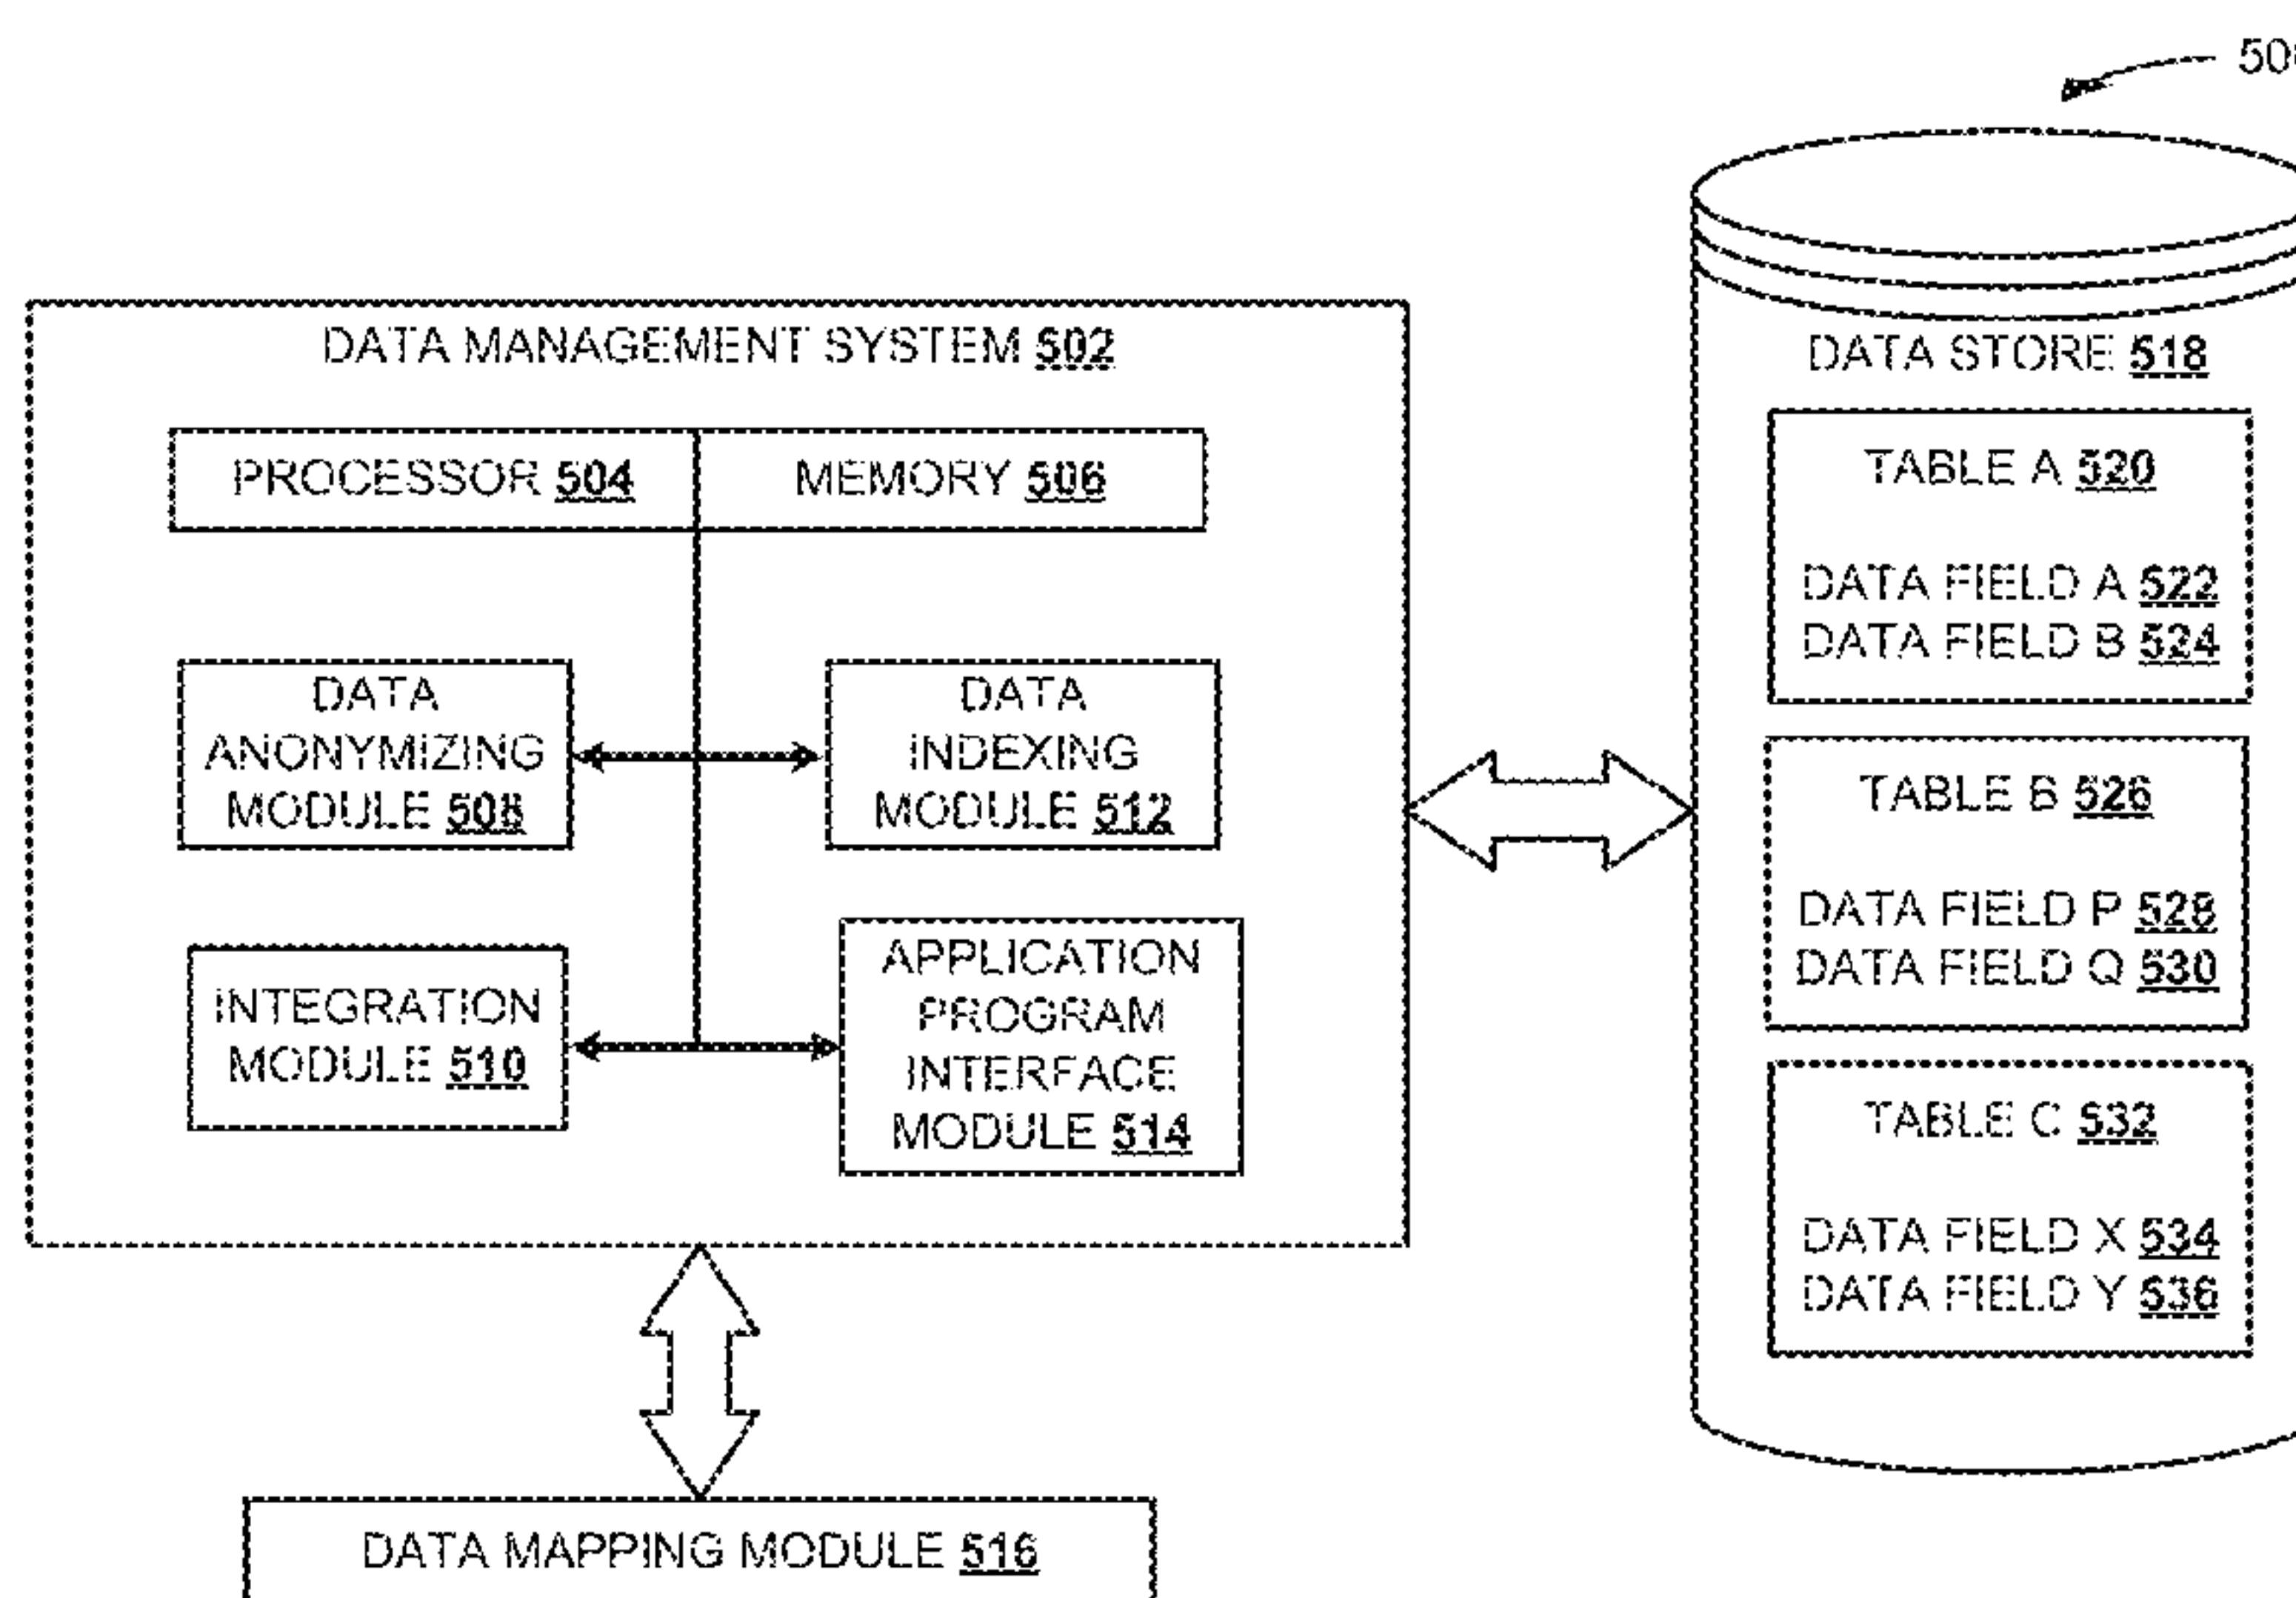 DATA MANAGEMENT SYSTEM 502
PROCESSOR 504
MEMORY 506
DATA
ANONYMIZING
MODULE 508
DATA
INDEXING
MODULE 512
INTEGRATION
MODULE 510
APPLICATION
PROGRAM
INTERFACE
MODULE 514
DATA MAPPING MODULE 516
DATA STORE 518
TABLE A 520
DATA FIELD A 522
DATA FIELD B 524
TABLE B 526
DATA FIELD P 528
DATA FIELD Q 530
TABLE C 532
DATA FIELD X 534
DATA FIELD Y 536